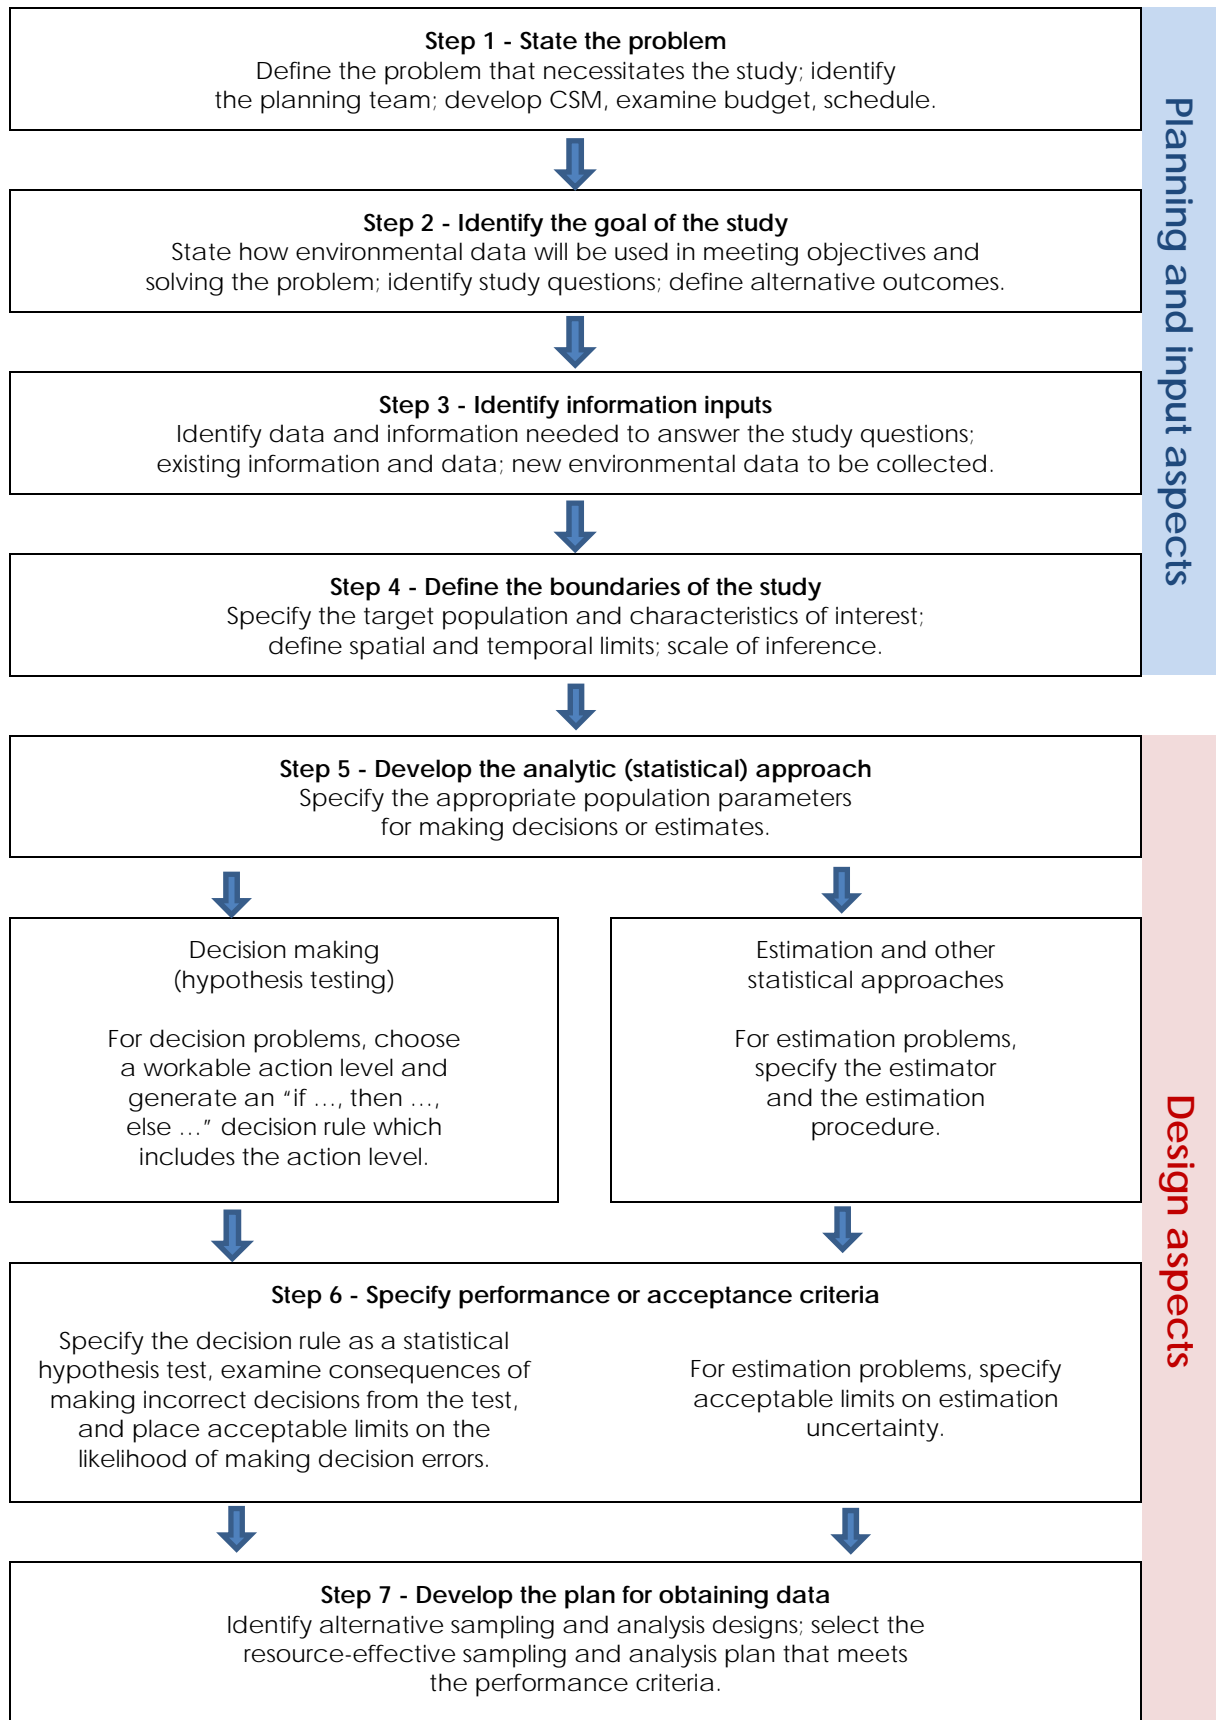 Step 1 - State the problem
Define the problem that necessitates the study; identify
the planning team; develop CSM, examine budget, schedule.
Step 2 - Identify the goal of the study
State how environmental data will be used in meeting objectives and
solving the problem; identify study questions; define alternative outcomes.
Step 3 - Identify information inputs
Identify data and information needed to answer the study questions;
existing information and data; new environmental data to be collected.
Step 4 - Define the boundaries of the study
Specify the target population and characteristics of interest;
define spatial and temporal limits; scale of inference.
Planning and input aspects
Step 5 - Develop the analytic (statistical) approach
Specify the appropriate population parameters
for making decisions or estimates.
Decision making
(hypothesis testing)
For decision problems, choose
a workable action level and
generate an "if …, then …,
else …" decision rule which
includes the action level.
Estimation and other
statistical approaches
For estimation problems,
specify the estimator
and the estimation
procedure.
Step 6 - Specify performance or acceptance criteria
Specify the decision rule as a statistical
hypothesis test, examine consequences of
making incorrect decisions from the test,
and place acceptable limits on the
likelihood of making decision errors.
For estimation problems, specify
acceptable limits on estimation
uncertainty.
Step 7 - Develop the plan for obtaining data
Identify alternative sampling and analysis designs; select the
resource-effective sampling and analysis plan that meets
the performance criteria.
Design aspects